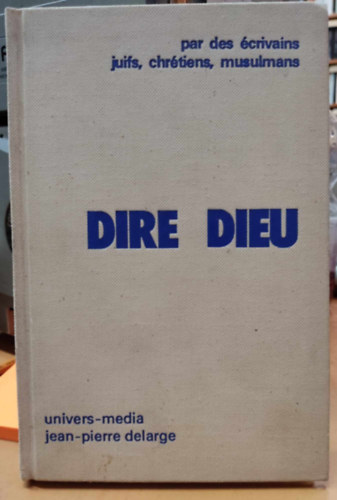 par des écrivains
juifs, chrétiens, musulmans
DIRE DIEU
univers-media
jean-pierre delarge